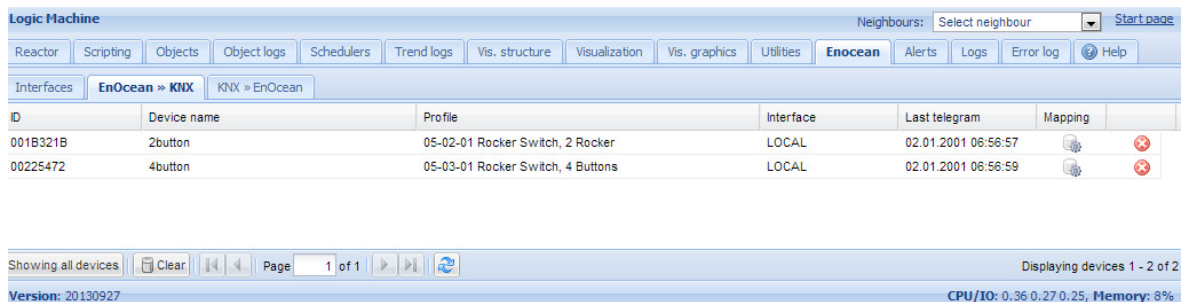 Logic Machine Neighbours: Select neighbour Start page
Reactor Scripting Objects Object logs Schedulers Trend logs Vis. structure Visualization Vis. graphics Utilities Enocean Alerts Logs Error log Help
Interfaces EnOcean » KNX KNX » EnOcean
ID Device name Profile Interface Last telegram Mapping
001B321B 2button 05-02-01 Rocker Switch, 2 Rocker LOCAL 02.01.2001 06:56:57
00225472 4button 05-03-01 Rocker Switch, 4 Buttons LOCAL 02.01.2001 06:56:59
Showing all devices Clear Page 1 of 1 Displaying devices 1 - 2 of 2
Version: 20130927 CPU/IO: 0.36 0.27 0.25, Memory: 8%